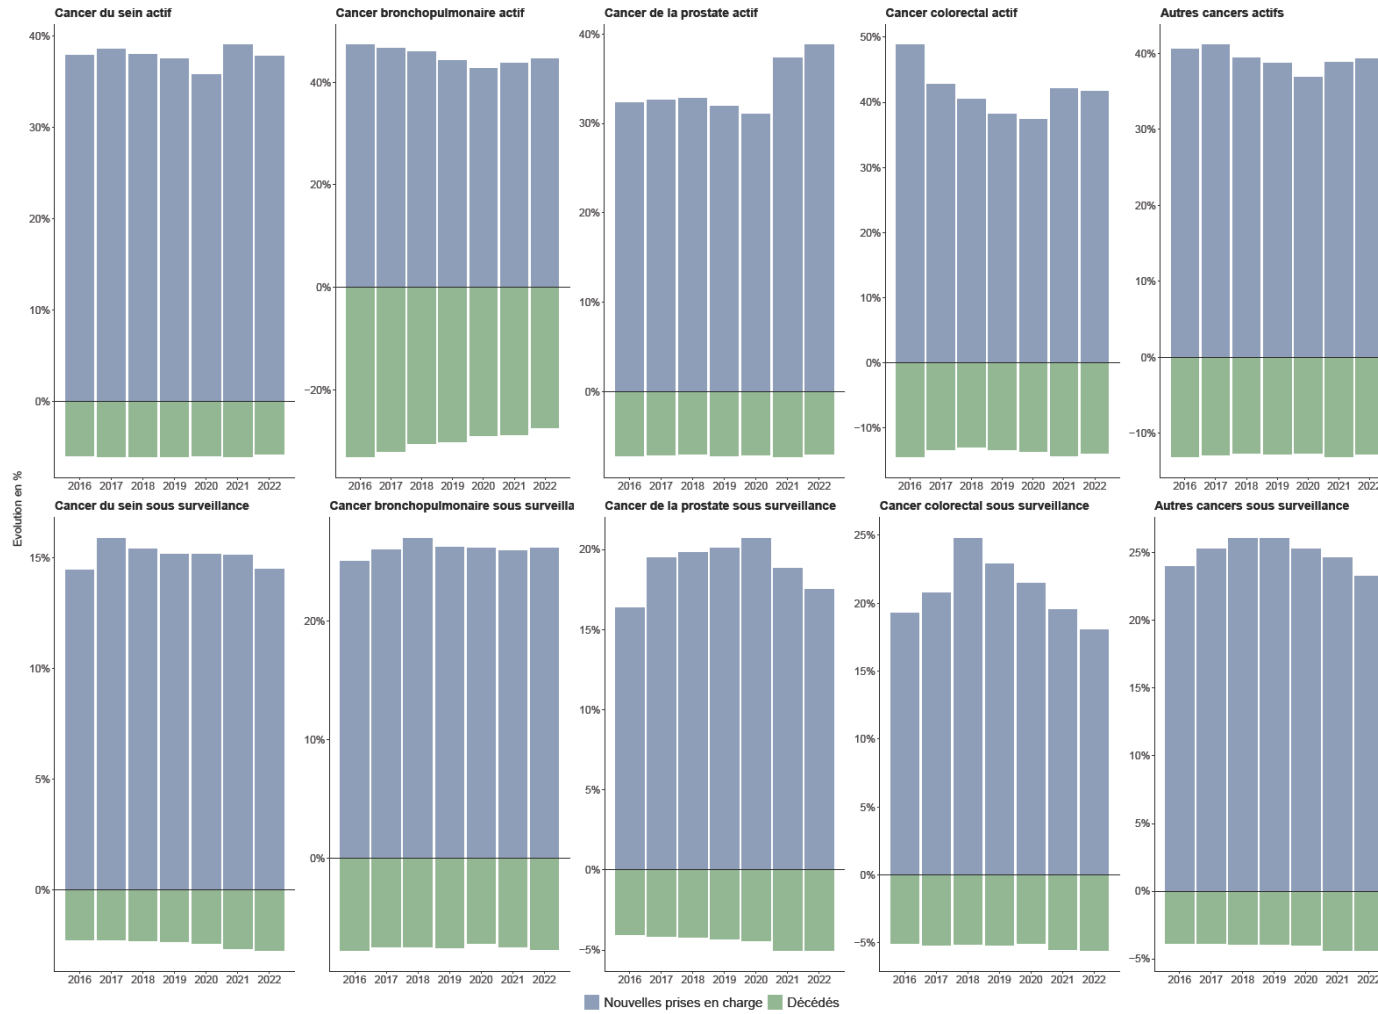 Cancer du sein actif
40%
30%
20%
10%
0%
2016 2017 2018 2019 2020 2021 2022
Cancer bronchopulmonaire actif
40%
20%
0%
−20%
2016 2017 2018 2019 2020 2021 2022
Cancer de la prostate actif
40%
30%
20%
10%
0%
2016 2017 2018 2019 2020 2021 2022
Cancer colorectal actif
50%
40%
30%
20%
10%
0%
−10%
2016 2017 2018 2019 2020 2021 2022
Autres cancers actifs
40%
30%
20%
10%
0%
−10%
2016 2017 2018 2019 2020 2021 2022
Evolution en %
Cancer du sein sous surveillance
15%
10%
5%
0%
2016 2017 2018 2019 2020 2021 2022
Cancer bronchopulmonaire sous surveilla
20%
10%
0%
2016 2017 2018 2019 2020 2021 2022
Cancer de la prostate sous surveillance
20%
15%
10%
5%
0%
−5%
2016 2017 2018 2019 2020 2021 2022
Cancer colorectal sous surveillance
25%
20%
15%
10%
5%
0%
−5%
2016 2017 2018 2019 2020 2021 2022
Autres cancers sous surveillance
25%
20%
15%
10%
5%
0%
−5%
2016 2017 2018 2019 2020 2021 2022
Nouvelles prises en charge Décédés